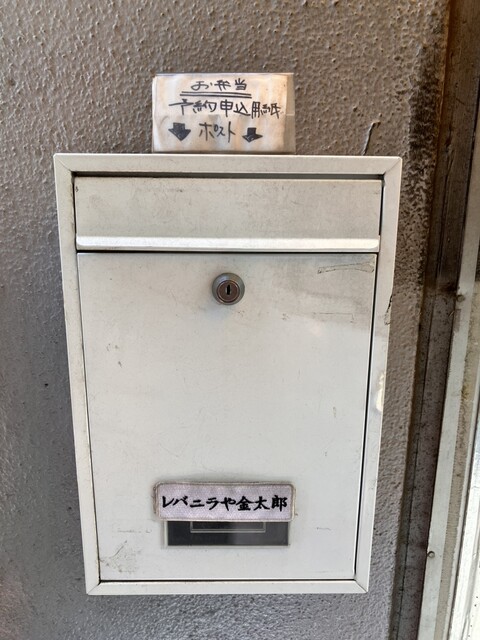 お弁当
予約申込用紙
↓ポスト↓
レバニラや金太郎